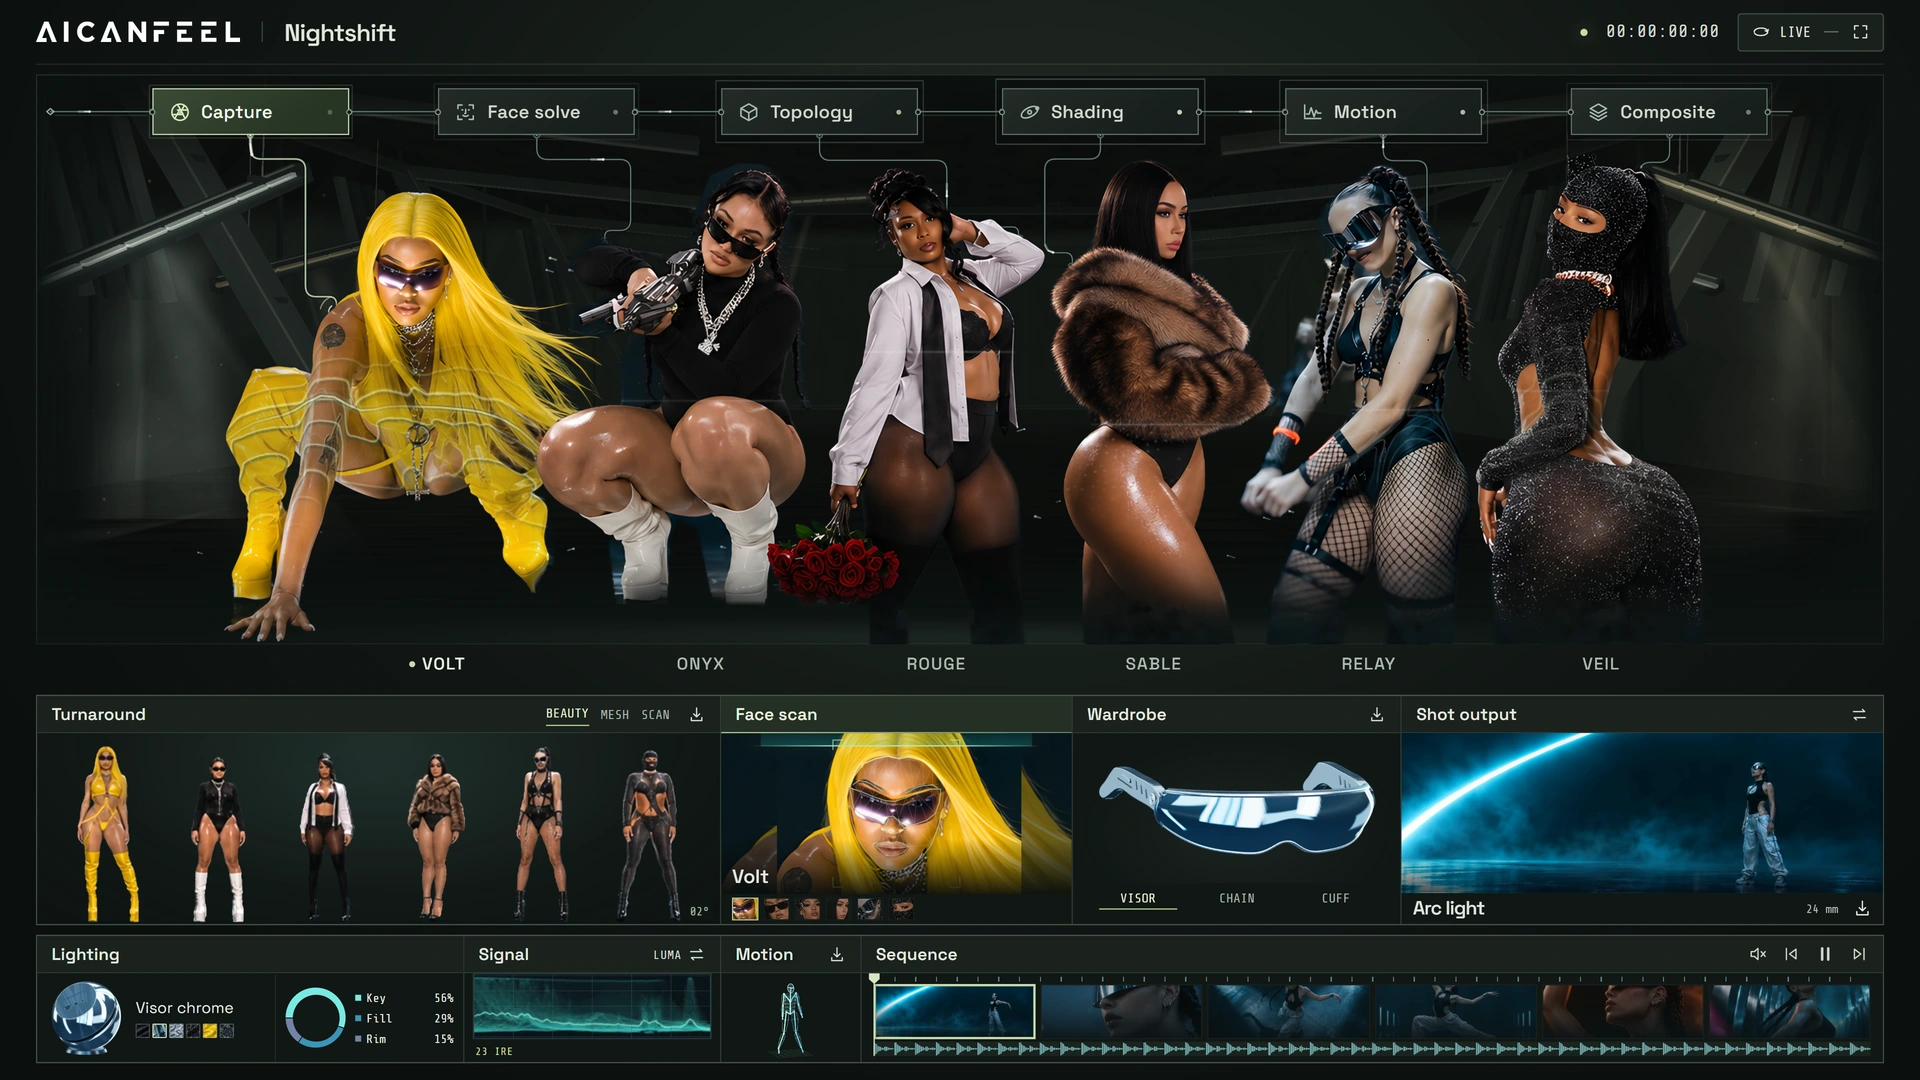 AICANFEEL
Nightshift
00:00:00:00
LIVE
Capture
Face solve
Topology
Shading
Motion
Composite
VOLT
ONYX
ROUGE
SABLE
RELAY
VEIL
Turnaround
BEAUTY
MESH
SCAN
02°
Face scan
Volt
Wardrobe
VISOR
CHAIN
CUFF
Shot output
Arc light
24 mm
Lighting
Visor chrome
Key 56%
Fill 29%
Rim 15%
Signal
LUMA
23 IRE
Motion
Sequence